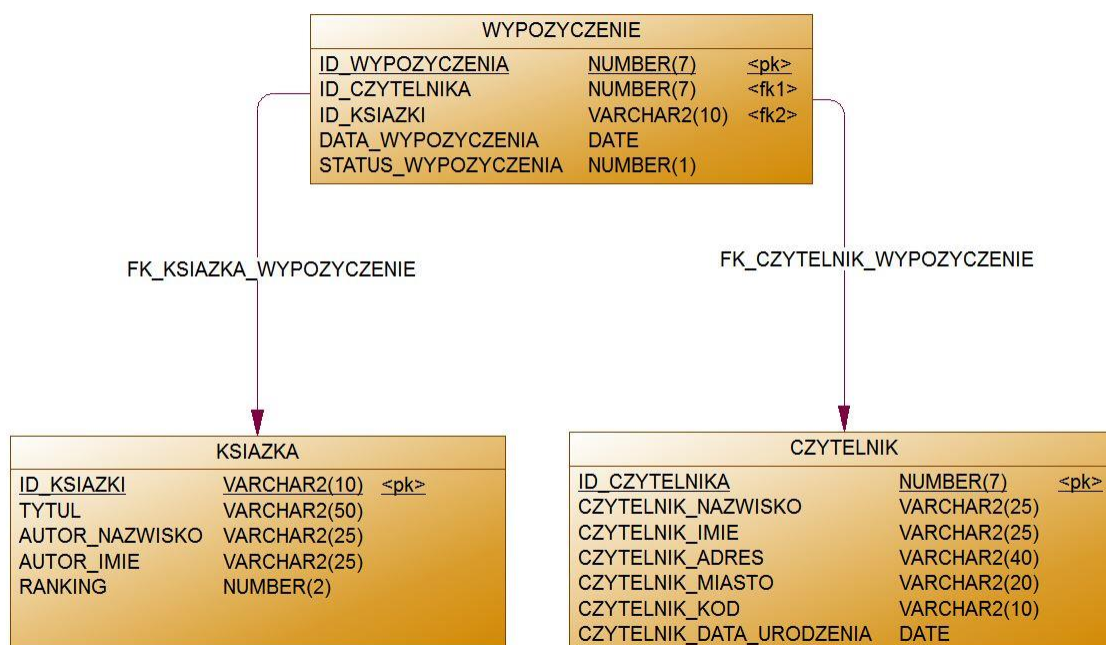 WYPOZYCZENIE
ID_WYPOZYCZENIA NUMBER(7) <pk>
ID_CZYTELNIKA NUMBER(7) <fk1>
ID_KSIAZKI VARCHAR2(10) <fk2>
DATA_WYPOZYCZENIA DATE
STATUS_WYPOZYCZENIA NUMBER(1)
FK_KSIAZKA_WYPOZYCZENIE
FK_CZYTELNIK_WYPOZYCZENIE
KSIAZKA
ID_KSIAZKI VARCHAR2(10) <pk>
TYTUL VARCHAR2(50)
AUTOR_NAZWISKO VARCHAR2(25)
AUTOR_IMIE VARCHAR2(25)
RANKING NUMBER(2)
CZYTELNIK
ID_CZYTELNIKA NUMBER(7) <pk>
CZYTELNIK_NAZWISKO VARCHAR2(25)
CZYTELNIK_IMIE VARCHAR2(25)
CZYTELNIK_ADRES VARCHAR2(40)
CZYTELNIK_MIASTO VARCHAR2(20)
CZYTELNIK_KOD VARCHAR2(10)
CZYTELNIK_DATA_URODZENIA DATE